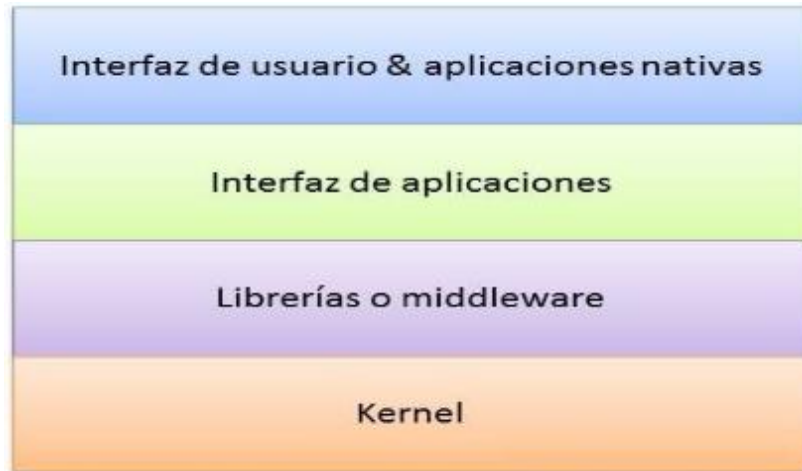 Interfaz de usuario & aplicaciones nativas
Interfaz de aplicaciones
Librerías o middleware
Kernel